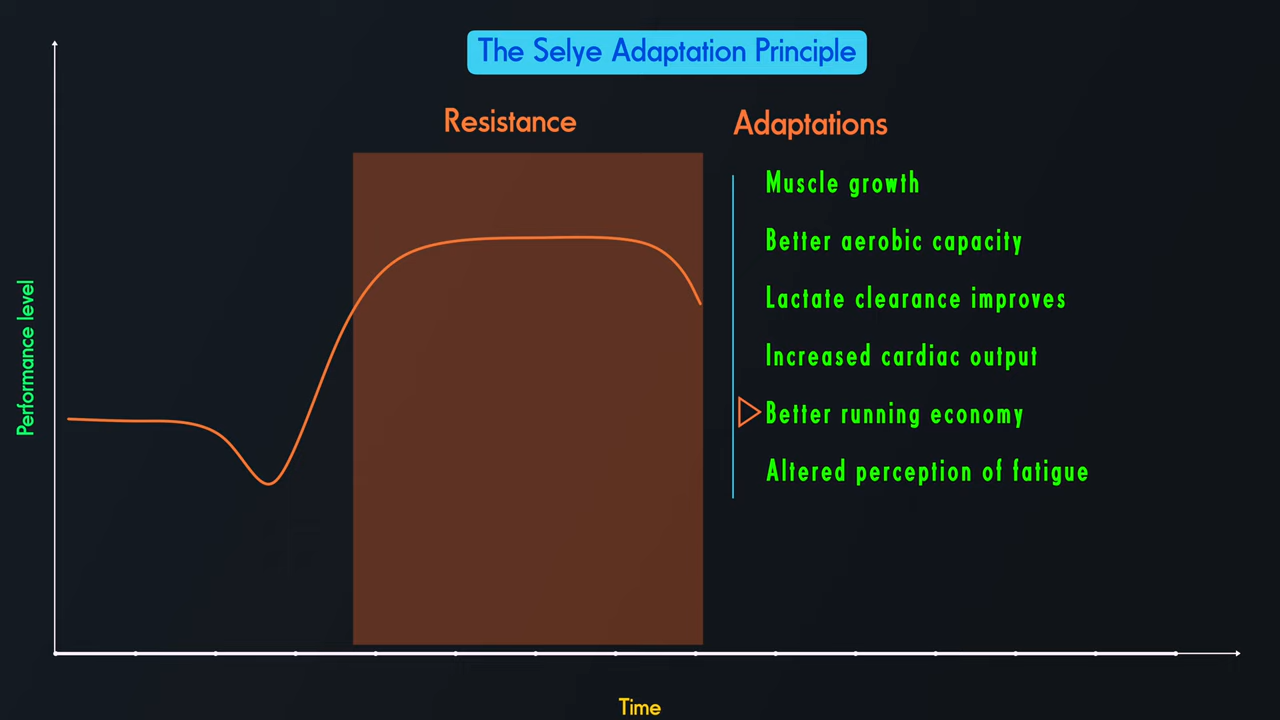 The Selye Adaptation Principle
Resistance
Adaptations
Muscle growth
Better aerobic capacity
Lactate clearance improves
Increased cardiac output
Better running economy
Altered perception of fatigue
Performance level
Time